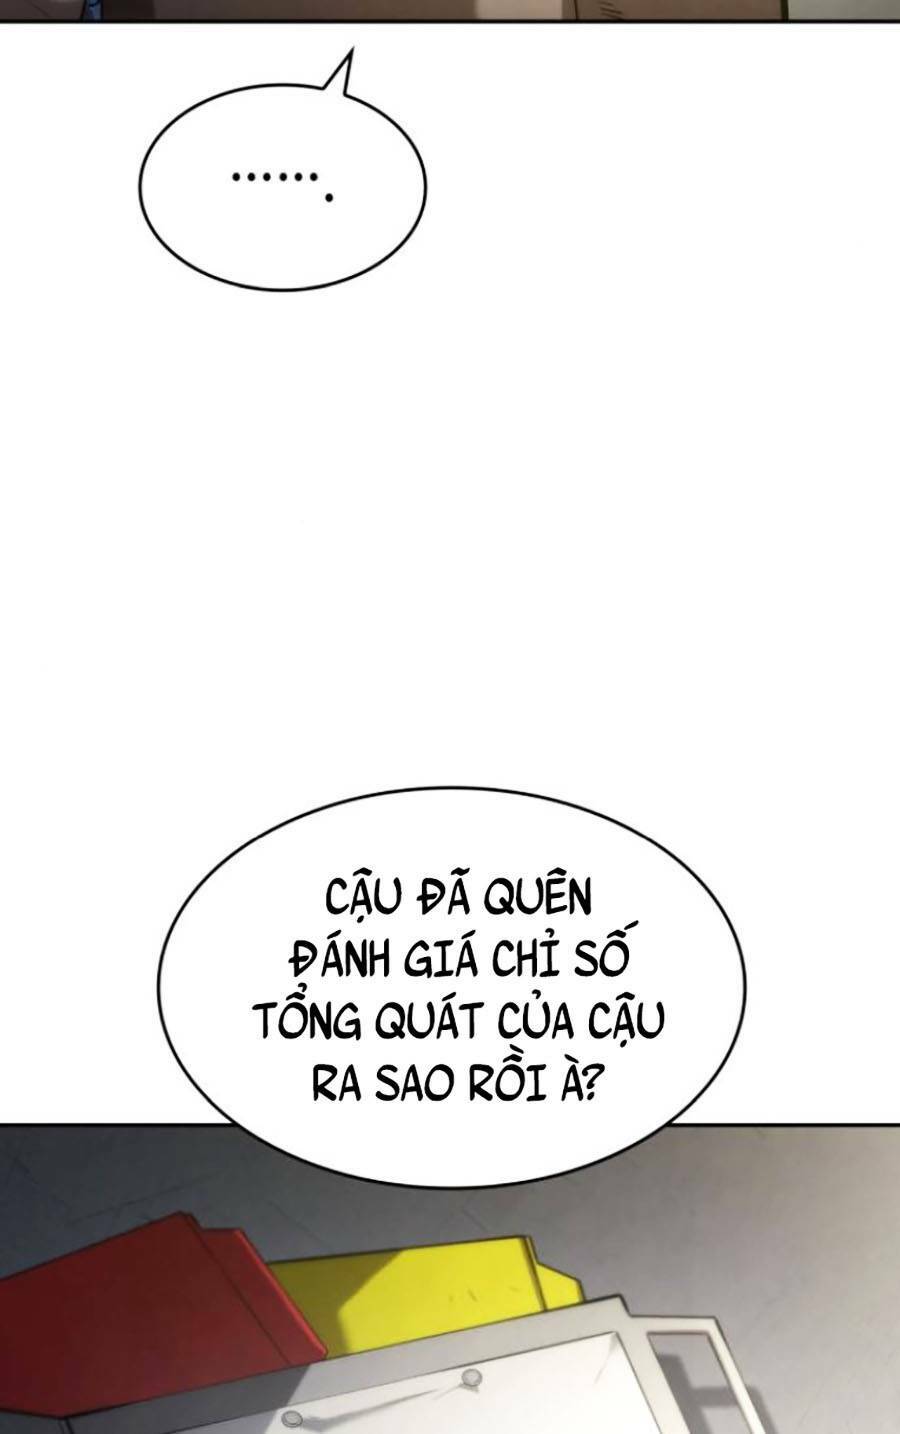 .......
CẬU ĐÃ QUÊN
ĐÁNH GIÁ CHỈ SỐ
TỔNG QUÁT CỦA CẬU
RA SAO RỒI À?